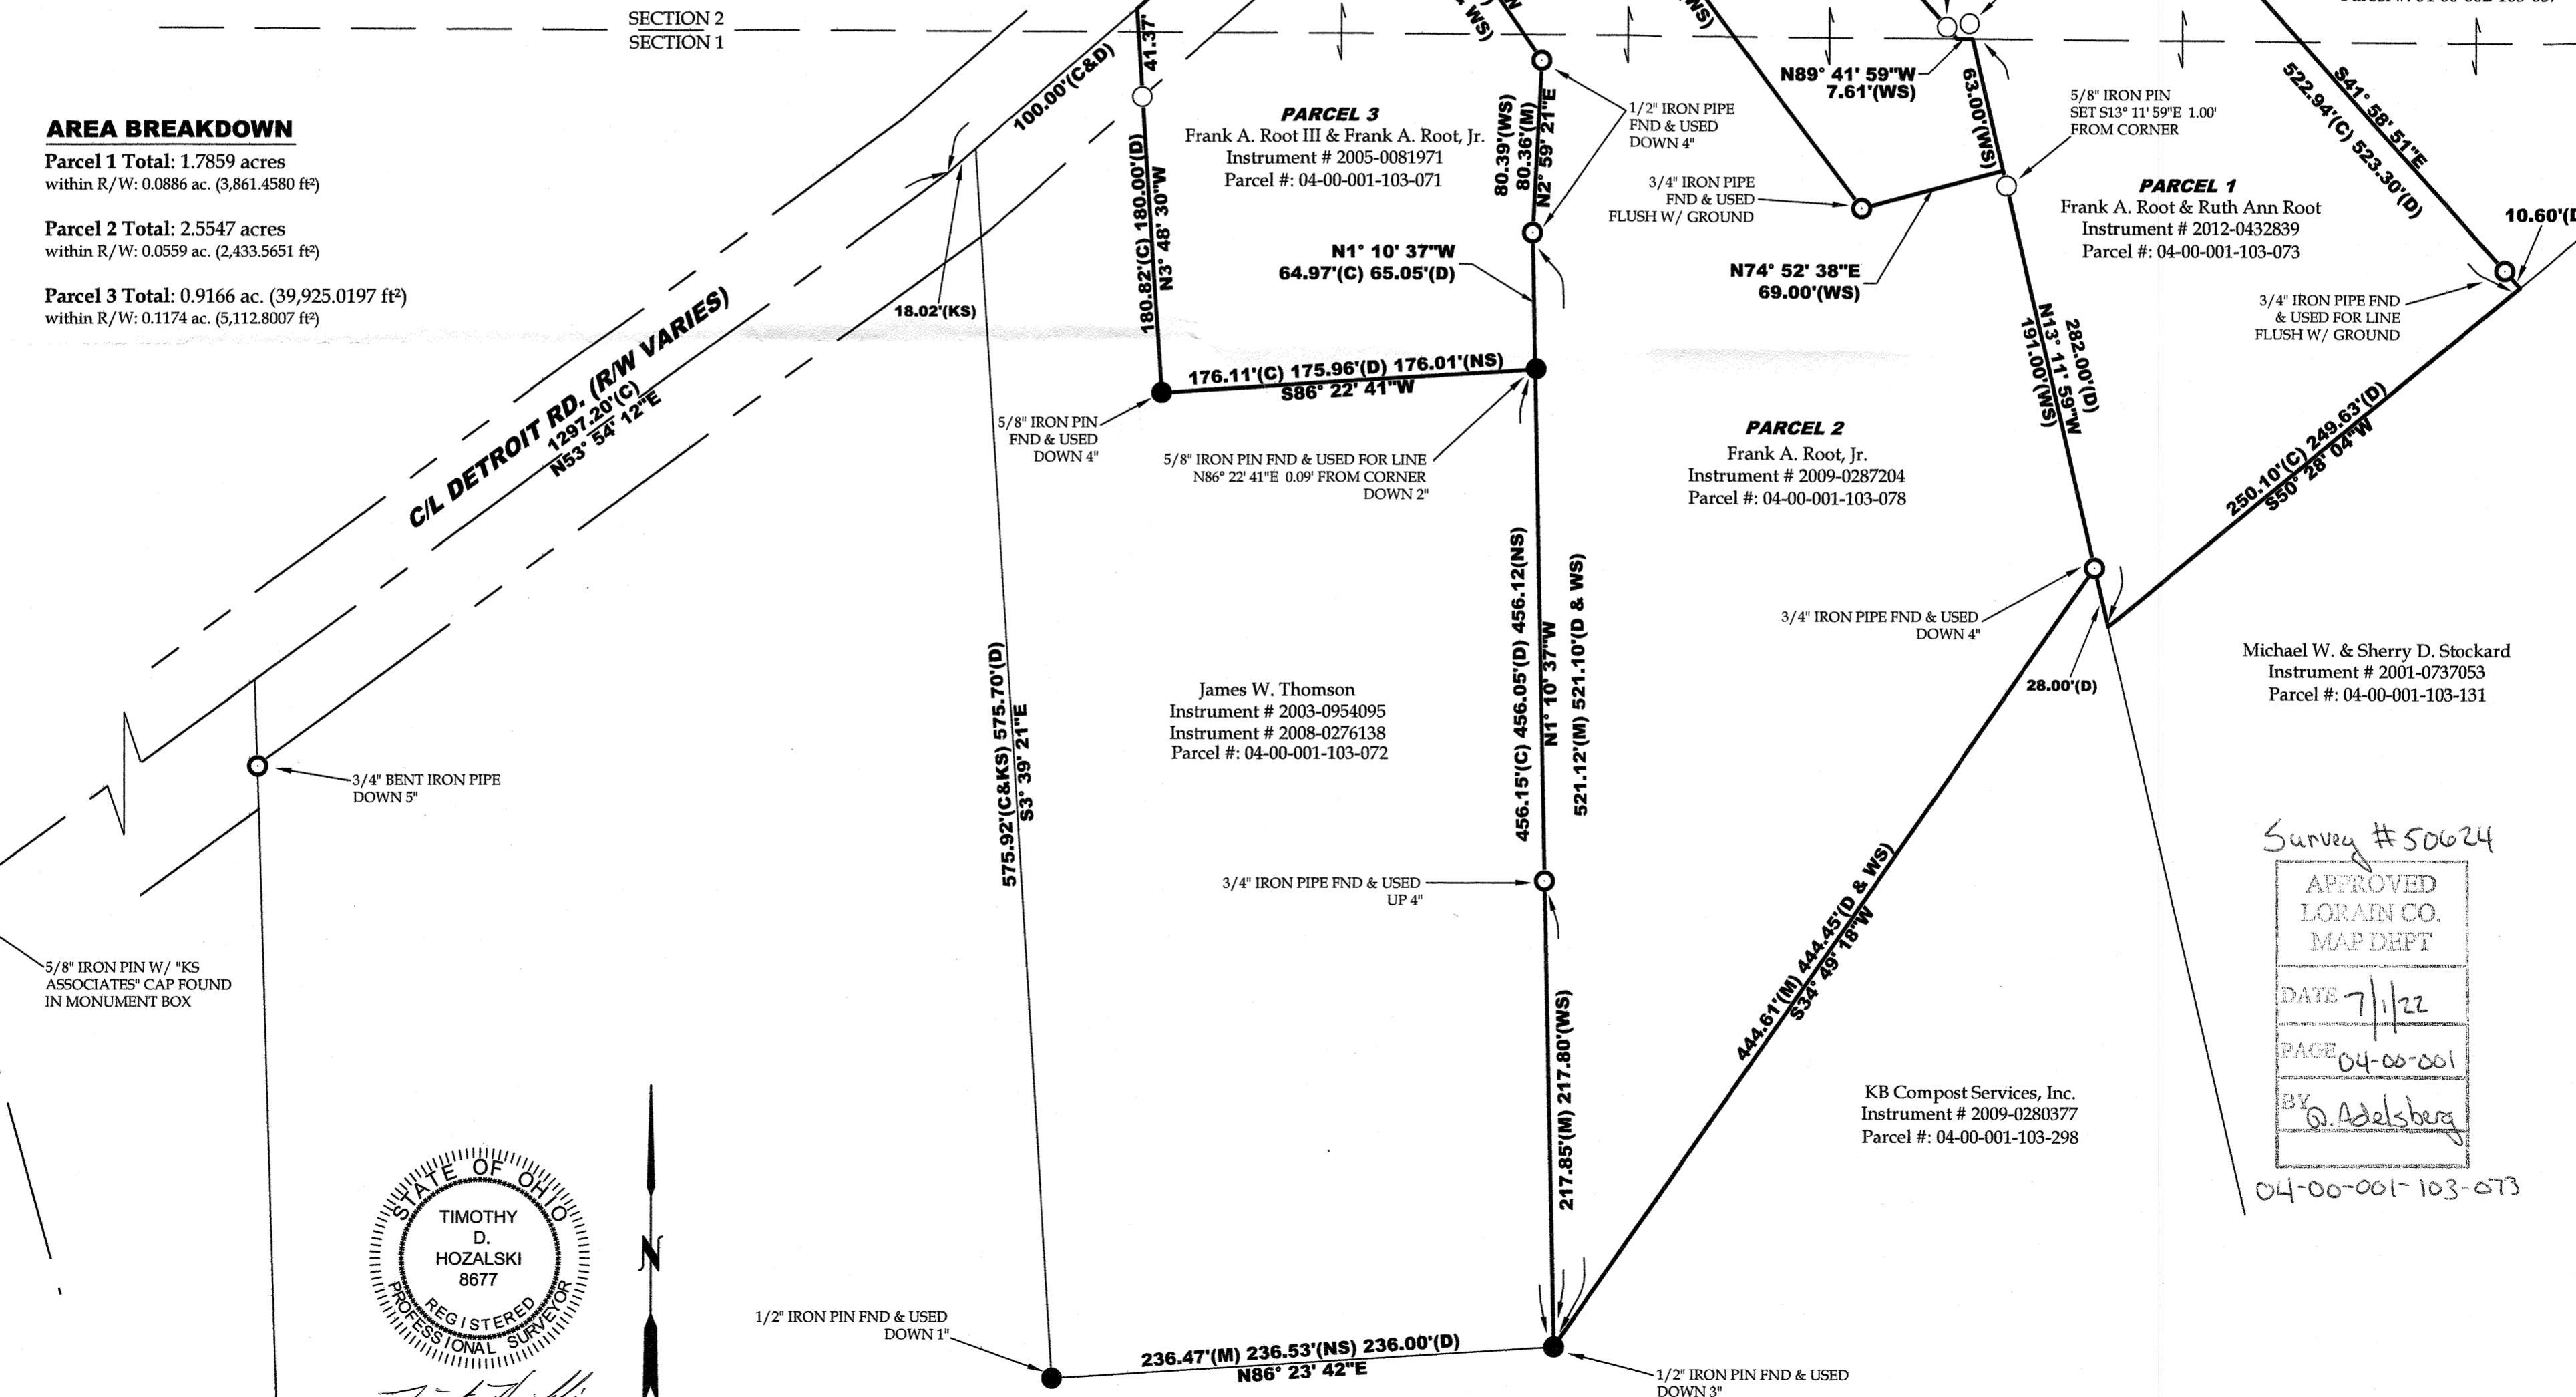 SECTION 2
SECTION 1
AREA BREAKDOWN
Parcel 1 Total: 1.7859 acres
within R/W: 0.0886 ac. (3,861.4580 ft²)
Parcel 2 Total: 2.5547 acres
within R/W: 0.0559 ac. (2,433.5651 ft²)
Parcel 3 Total: 0.9166 ac. (39,925.0197 ft²)
within R/W: 0.1174 ac. (5,112.8007 ft²)
C/L DETROIT RD. (R/W VARIES)
1297.20'(C)
N53° 54' 12"E
100.00'(C&D)
41.37'
18.02'(KS)
180.82'(C) 180.00'(D)
N3° 48' 30"W
PARCEL 3
Frank A. Root III & Frank A. Root, Jr.
Instrument # 2005-0081971
Parcel #: 04-00-001-103-071
WS)
80.39'(WS)
80.36'(M)
N2° 59' 21"E
1/2" IRON PIPE
FND & USED
DOWN 4"
N1° 10' 37"W
64.97'(C) 65.05'(D)
WS)
N89° 41' 59"W
7.61'(WS)
63.00'(WS)
5/8" IRON PIN
SET S13° 11' 59"E 1.00'
FROM CORNER
3/4" IRON PIPE
FND & USED
FLUSH W/ GROUND
N74° 52' 38"E
69.00'(WS)
PARCEL 1
Frank A. Root & Ruth Ann Root
Instrument # 2012-0432839
Parcel #: 04-00-001-103-073
S41° 58' 51"E
522.94'(C) 523.30'(D)
10.60'(D
3/4" IRON PIPE FND
& USED FOR LINE
FLUSH W/ GROUND
176.11'(C) 175.96'(D) 176.01'(NS)
S86° 22' 41"W
5/8" IRON PIN
FND & USED
DOWN 4"
5/8" IRON PIN FND & USED FOR LINE
N86° 22' 41"E 0.09' FROM CORNER
DOWN 2"
PARCEL 2
Frank A. Root, Jr.
Instrument # 2009-0287204
Parcel #: 04-00-001-103-078
282.00'(D)
N13° 11' 59"W
191.00'(WS)
250.10'(C) 249.63'(D)
S50° 28' 04"W
3/4" IRON PIPE FND & USED
DOWN 4"
28.00'(D)
Michael W. & Sherry D. Stockard
Instrument # 2001-0737053
Parcel #: 04-00-001-103-131
575.92'(C&KS) 575.70'(D)
S3° 39' 21"E
James W. Thomson
Instrument # 2003-0954095
Instrument # 2008-0276138
Parcel #: 04-00-001-103-072
456.15'(C) 456.05'(D) 456.12(NS)
N1° 10' 37"W
521.12'(M) 521.10'(D & WS)
3/4" BENT IRON PIPE
DOWN 5"
3/4" IRON PIPE FND & USED
UP 4"
444.61'(M) 444.45'(D & WS)
S34° 49' 18"W
217.85'(M) 217.80'(WS)
5/8" IRON PIN W/ "KS
ASSOCIATES" CAP FOUND
IN MONUMENT BOX
KB Compost Services, Inc.
Instrument # 2009-0280377
Parcel #: 04-00-001-103-298
Survey #50624
APPROVED
LORAIN CO.
MAP DEPT
DATE 7/1/22
PAGE 04-00-001
BY D. Adelsberg
04-00-001-103-073
STATE OF OHIO
TIMOTHY
D.
HOZALSKI
8677
REGISTERED
PROFESSIONAL SURVEYOR
N
1/2" IRON PIN FND & USED
DOWN 1"
236.47'(M) 236.53'(NS) 236.00'(D)
N86° 23' 42"E
1/2" IRON PIN FND & USED
DOWN 3"